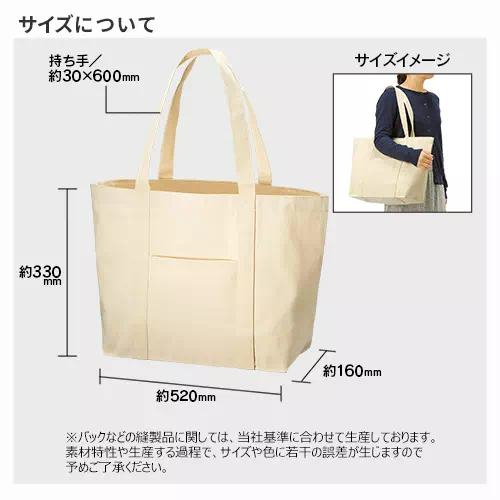 サイズについて
持ち手／
約30×600mm
サイズイメージ
約330
mm
約160mm
約520mm
※バックなどの縫製品に関しては、当社基準に合わせて生産しております。
素材特性や生産する過程で、サイズや色に若干の誤差が生じますので
予めご了承ください。